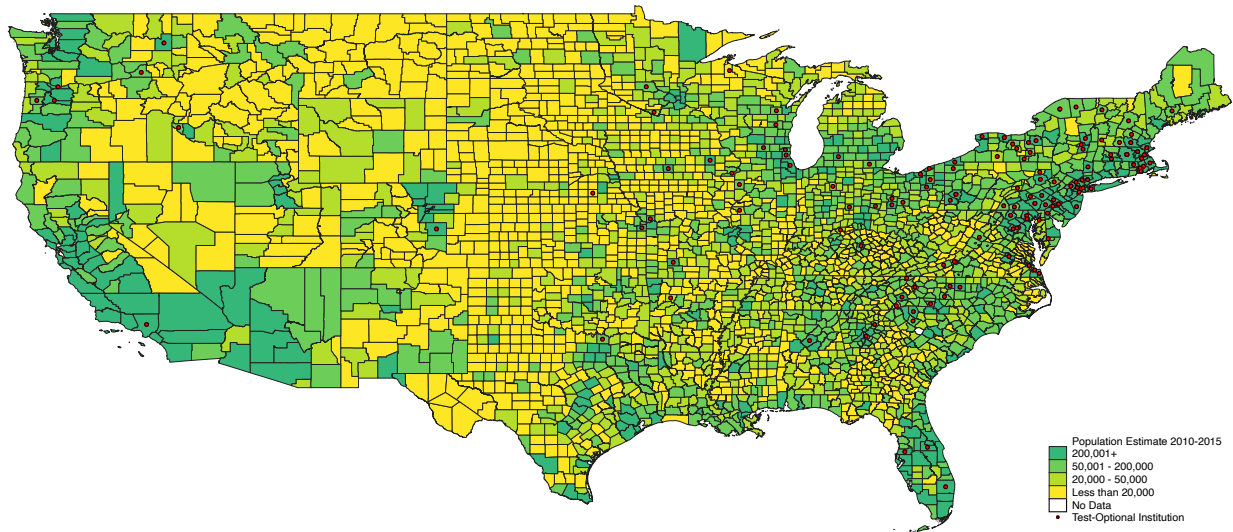 Population Estimate 2010-2015
200,001+
50,001 - 200,000
20,000 - 50,000
Less than 20,000
No Data
Test-Optional Institution